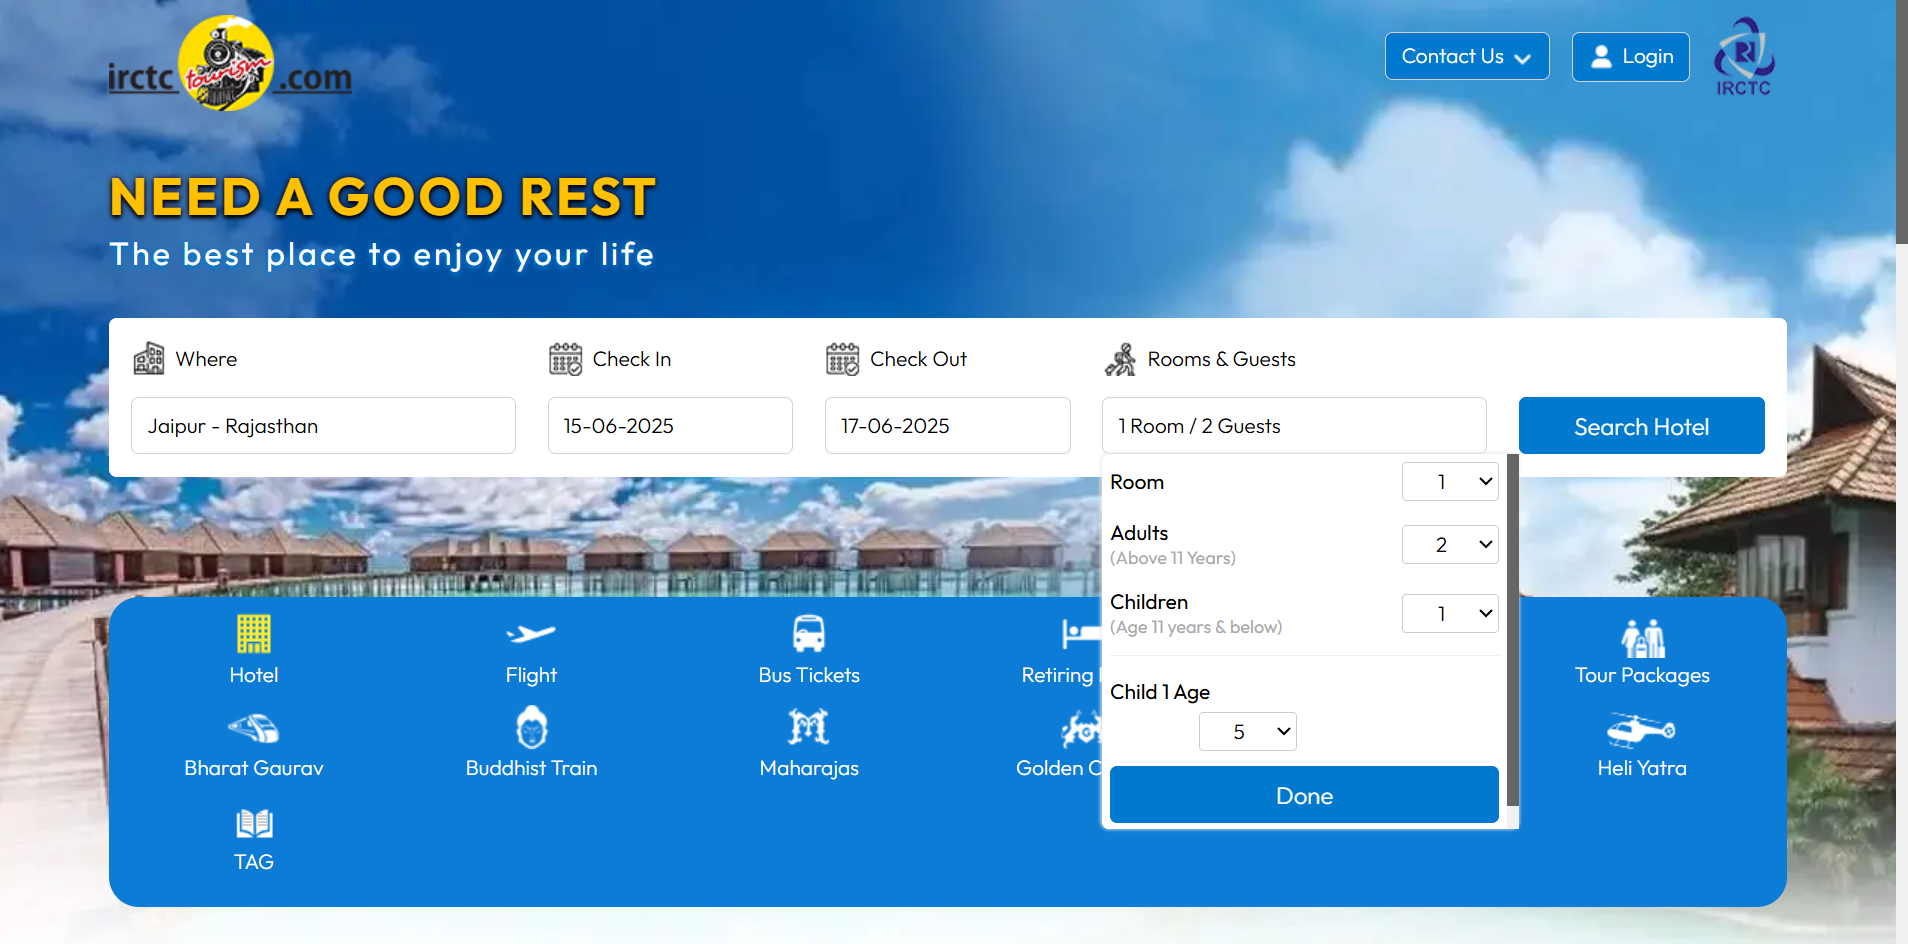 irctc tourism .com
Contact Us
Login
IRCTC
NEED A GOOD REST
The best place to enjoy your life
Where
Check In
Check Out
Rooms & Guests
Jaipur - Rajasthan
15-06-2025
17-06-2025
1 Room / 2 Guests
Search Hotel
Room
1
Adults
2
(Above 11 Years)
Children
1
(Age 11 years & below)
Child 1 Age
5
Done
Hotel
Flight
Bus Tickets
Retiring
Tour Packages
Bharat Gaurav
Buddhist Train
Maharajas
Golden C
Heli Yatra
TAG